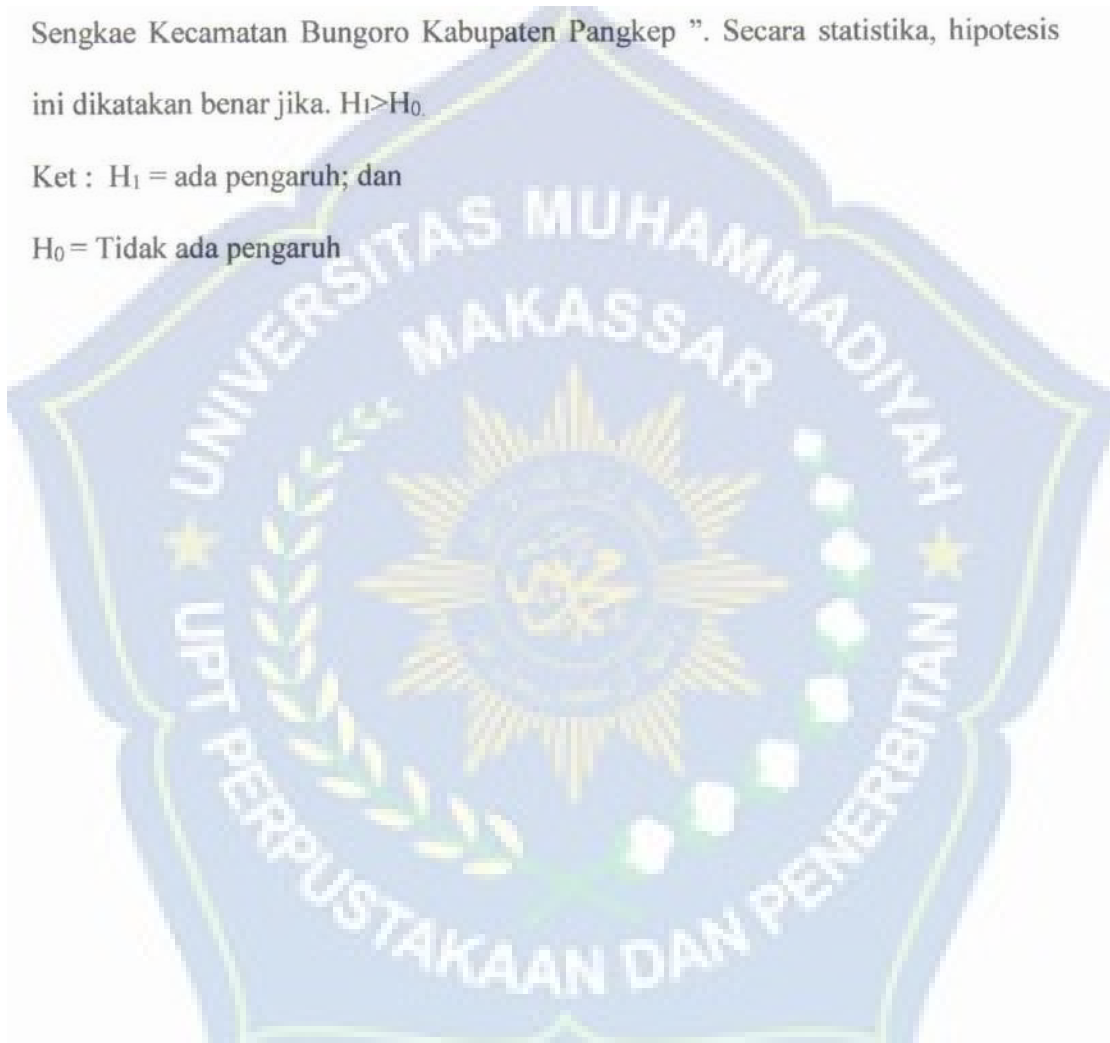 Sengkae Kecamatan Bungoro Kabupaten Pangkep ”. Secara statistika, hipotesis
ini dikatakan benar jika. H1>H0.
Ket : H1 = ada pengaruh; dan
H0 = Tidak ada pengaruh
UNIVERSITAS MUHAMMADIYAH
MAKASSAR
UPT PERPUSTAKAAN DAN PENERBITAN